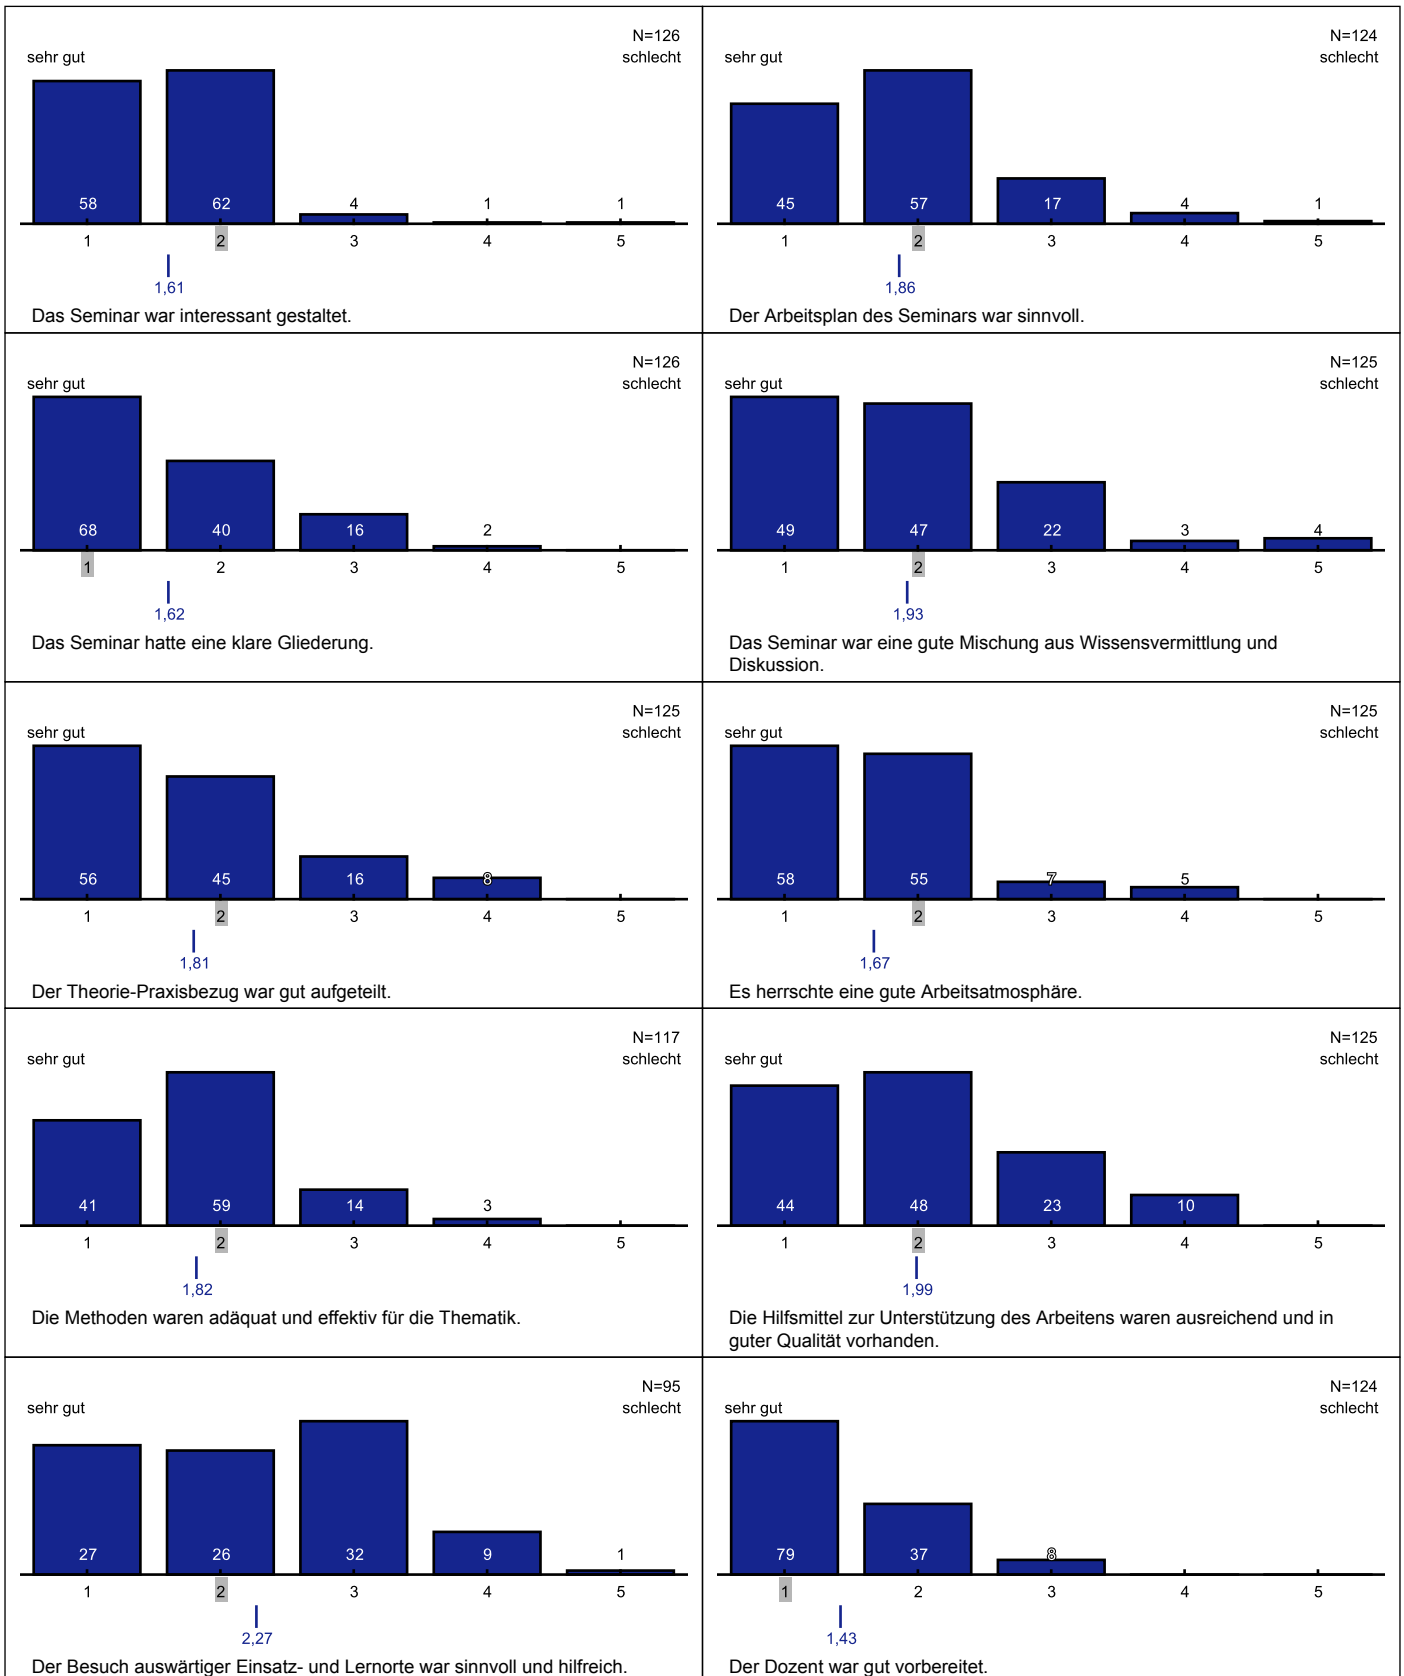 N=126
sehr gut schlecht
58 62 4 1 1
1 2 3 4 5
1,61
Das Seminar war interessant gestaltet.
N=124
sehr gut schlecht
45 57 17 4 1
1 2 3 4 5
1,86
Der Arbeitsplan des Seminars war sinnvoll.
N=126
sehr gut schlecht
68 40 16 2
1 2 3 4 5
1,62
Das Seminar hatte eine klare Gliederung.
N=125
sehr gut schlecht
49 47 22 3 4
1 2 3 4 5
1,93
Das Seminar war eine gute Mischung aus Wissensvermittlung und
Diskussion.
N=125
sehr gut schlecht
56 45 16 8
1 2 3 4 5
1,81
Der Theorie-Praxisbezug war gut aufgeteilt.
N=125
sehr gut schlecht
58 55 7 5
1 2 3 4 5
1,67
Es herrschte eine gute Arbeitsatmosphäre.
N=117
sehr gut schlecht
41 59 14 3
1 2 3 4 5
1,82
Die Methoden waren adäquat und effektiv für die Thematik.
N=125
sehr gut schlecht
44 48 23 10
1 2 3 4 5
1,99
Die Hilfsmittel zur Unterstützung des Arbeitens waren ausreichend und in
guter Qualität vorhanden.
N=95
sehr gut schlecht
27 26 32 9 1
1 2 3 4 5
2,27
Der Besuch auswärtiger Einsatz- und Lernorte war sinnvoll und hilfreich.
N=124
sehr gut schlecht
79 37 8
1 2 3 4 5
1,43
Der Dozent war gut vorbereitet.